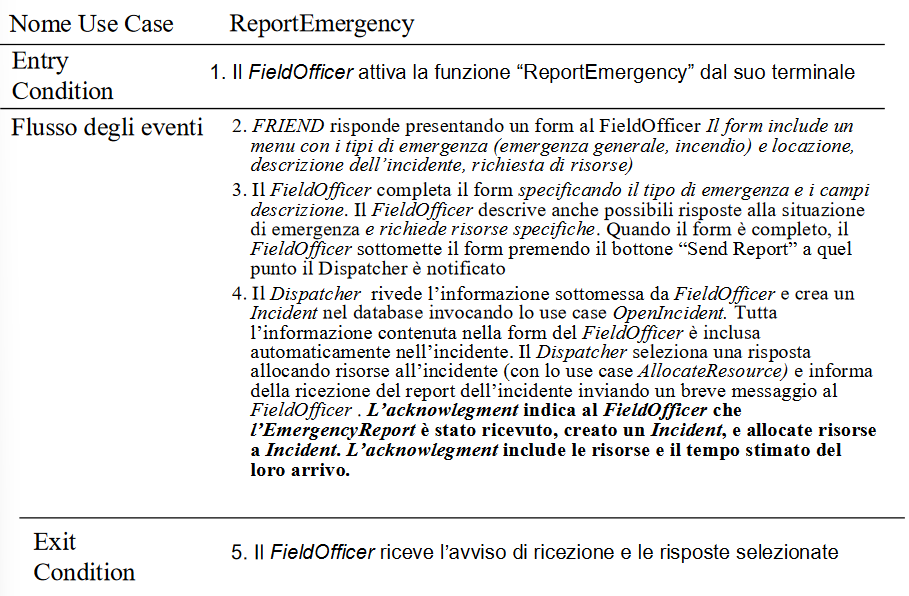 Nome Use Case ReportEmergency
Entry
Condition
1. Il FieldOfficer attiva la funzione “ReportEmergency” dal suo terminale
Flusso degli eventi
2. FRIEND risponde presentando un form al FieldOfficer Il form include un
menu con i tipi di emergenza (emergenza generale, incendio) e locazione,
descrizione dell’incidente, richiesta di risorse)
3. Il FieldOfficer completa il form specificando il tipo di emergenza e i campi
descrizione. Il FieldOfficer descrive anche possibili risposte alla situazione
di emergenza e richiede risorse specifiche. Quando il form è completo, il
FieldOfficer sottomette il form premendo il bottone “Send Report” a quel
punto il Dispatcher è notificato
4. Il Dispatcher rivede l’informazione sottomessa da FieldOfficer e crea un
Incident nel database invocando lo use case OpenIncident. Tutta
l’informazione contenuta nella form del FieldOfficer è inclusa
automaticamente nell’incidente. Il Dispatcher seleziona una risposta
allocando risorse all’incidente (con lo use case AllocateResource) e informa
della ricezione del report dell’incidente inviando un breve messaggio al
FieldOfficer . L’acknowlegment indica al FieldOfficer che
l’EmergencyReport è stato ricevuto, creato un Incident, e allocate risorse
a Incident. L’acknowlegment include le risorse e il tempo stimato del
loro arrivo.
Exit
Condition
5. Il FieldOfficer riceve l’avviso di ricezione e le risposte selezionate